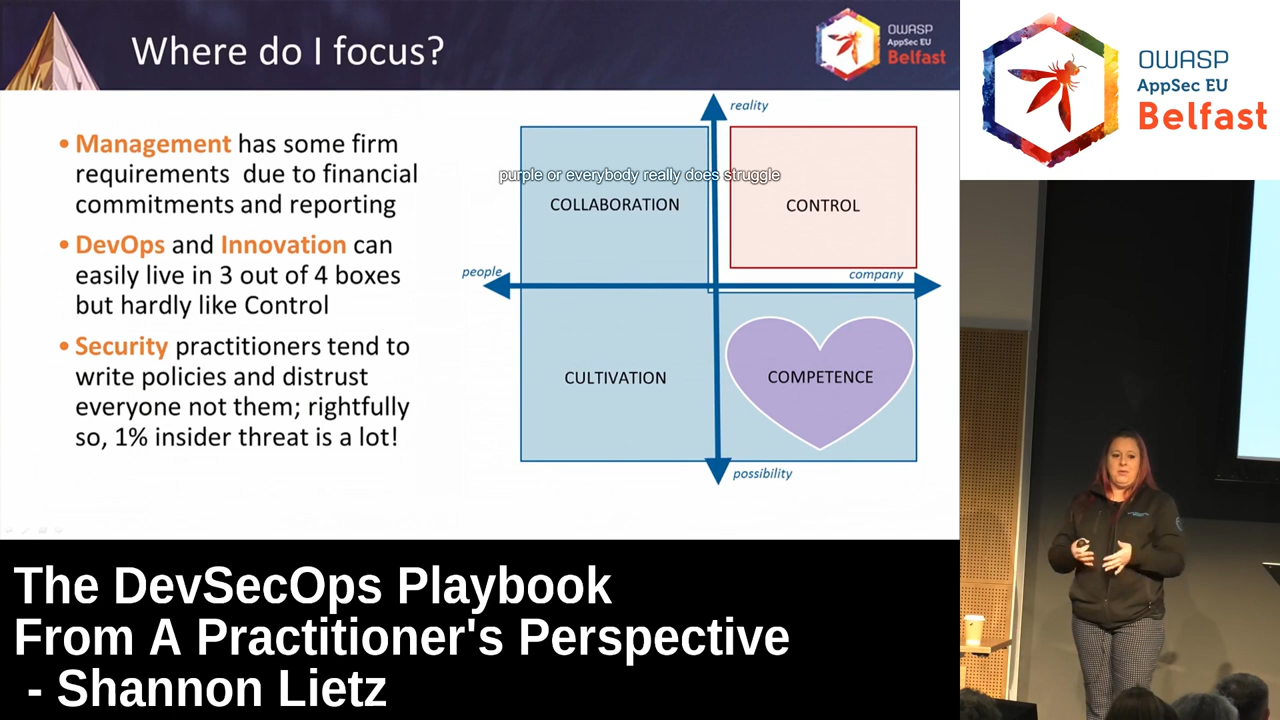 Where do I focus?
OWASP
AppSec EU
Belfast
• Management has some firm
requirements due to financial
commitments and reporting
• DevOps and Innovation can
easily live in 3 out of 4 boxes
but hardly like Control
• Security practitioners tend to
write policies and distrust
everyone not them; rightfully
so, 1% insider threat is a lot!
reality
purple or everybody really does struggle
COLLABORATION
CONTROL
people
company
CULTIVATION
COMPETENCE
possibility
OWASP
AppSec EU
Belfast
The DevSecOps Playbook
From A Practitioner's Perspective
- Shannon Lietz